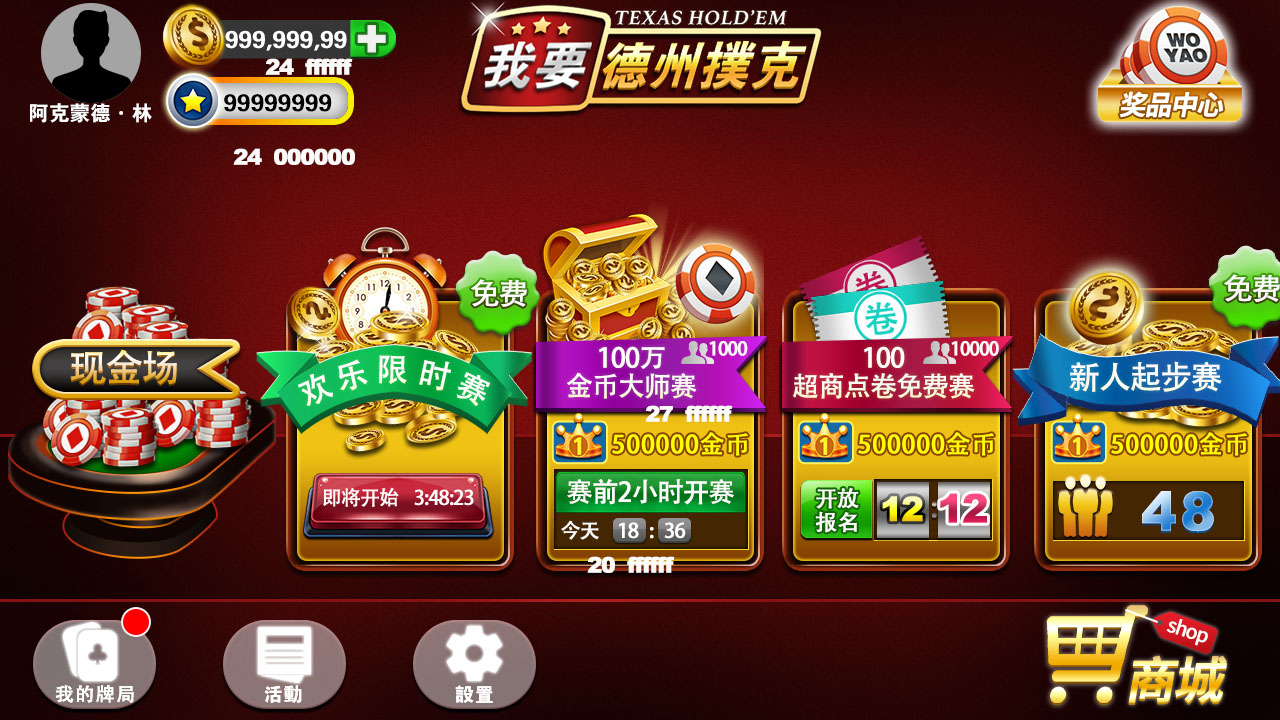 TEXAS HOLD'EM
我要德州撲克
999,999,99
24 ffffff
99999999
24 000000
阿克蒙德·林
WO
YAO
奖品中心
现金场
免费
欢乐限时赛
即将开始 3:48:23
100万
1000
金币大师赛
27 ffffff
1
500000金币
赛前2小时开赛
今天 18:36
20 ffffff
卷
卷
100
10000
超商点卷免费赛
1
500000金币
开放
报名
12:12
免费
新人起步赛
1
500000金币
48
我的牌局
活動
設置
shop
商城